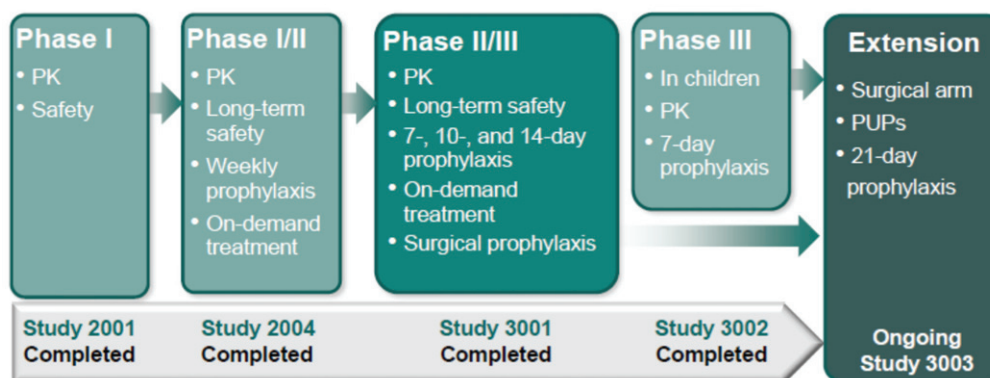 Phase I
• PK
• Safety
Phase I/II
• PK
• Long-term
safety
• Weekly
prophylaxis
• On-demand
treatment
Phase II/III
• PK
• Long-term safety
• 7-, 10-, and 14-day
prophylaxis
• On-demand
treatment
• Surgical prophylaxis
Phase III
• In children
• PK
• 7-day
prophylaxis
Extension
• Surgical arm
• PUPs
• 21-day
prophylaxis
Study 2001
Completed
Study 2004
Completed
Study 3001
Completed
Study 3002
Completed
Ongoing
Study 3003